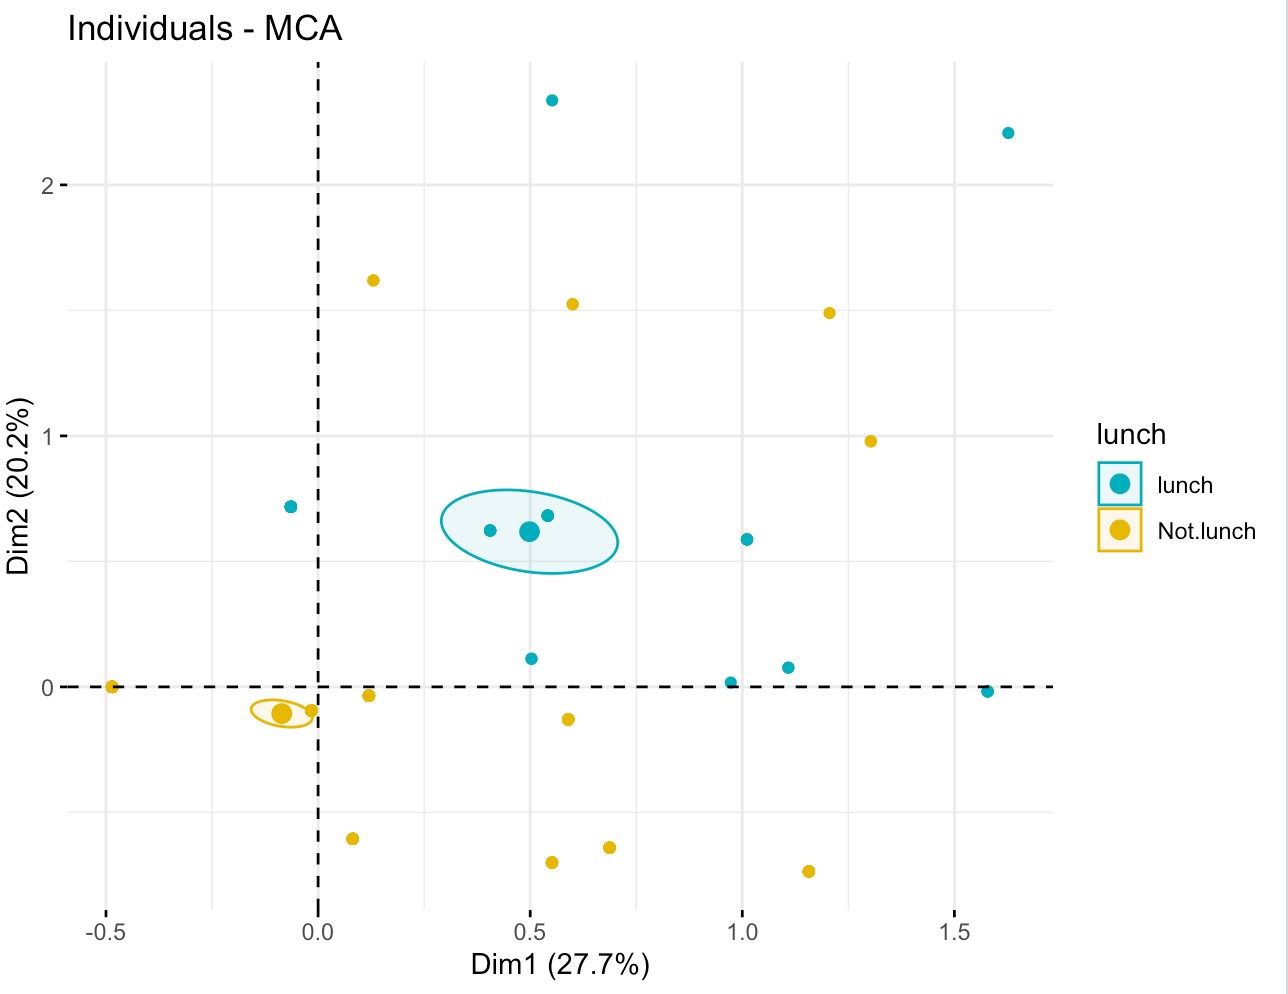 Individuals - MCA
Dim2 (20.2%)
2
1
0
-0.5
0.0
0.5
1.0
1.5
Dim1 (27.7%)
lunch
lunch
Not.lunch